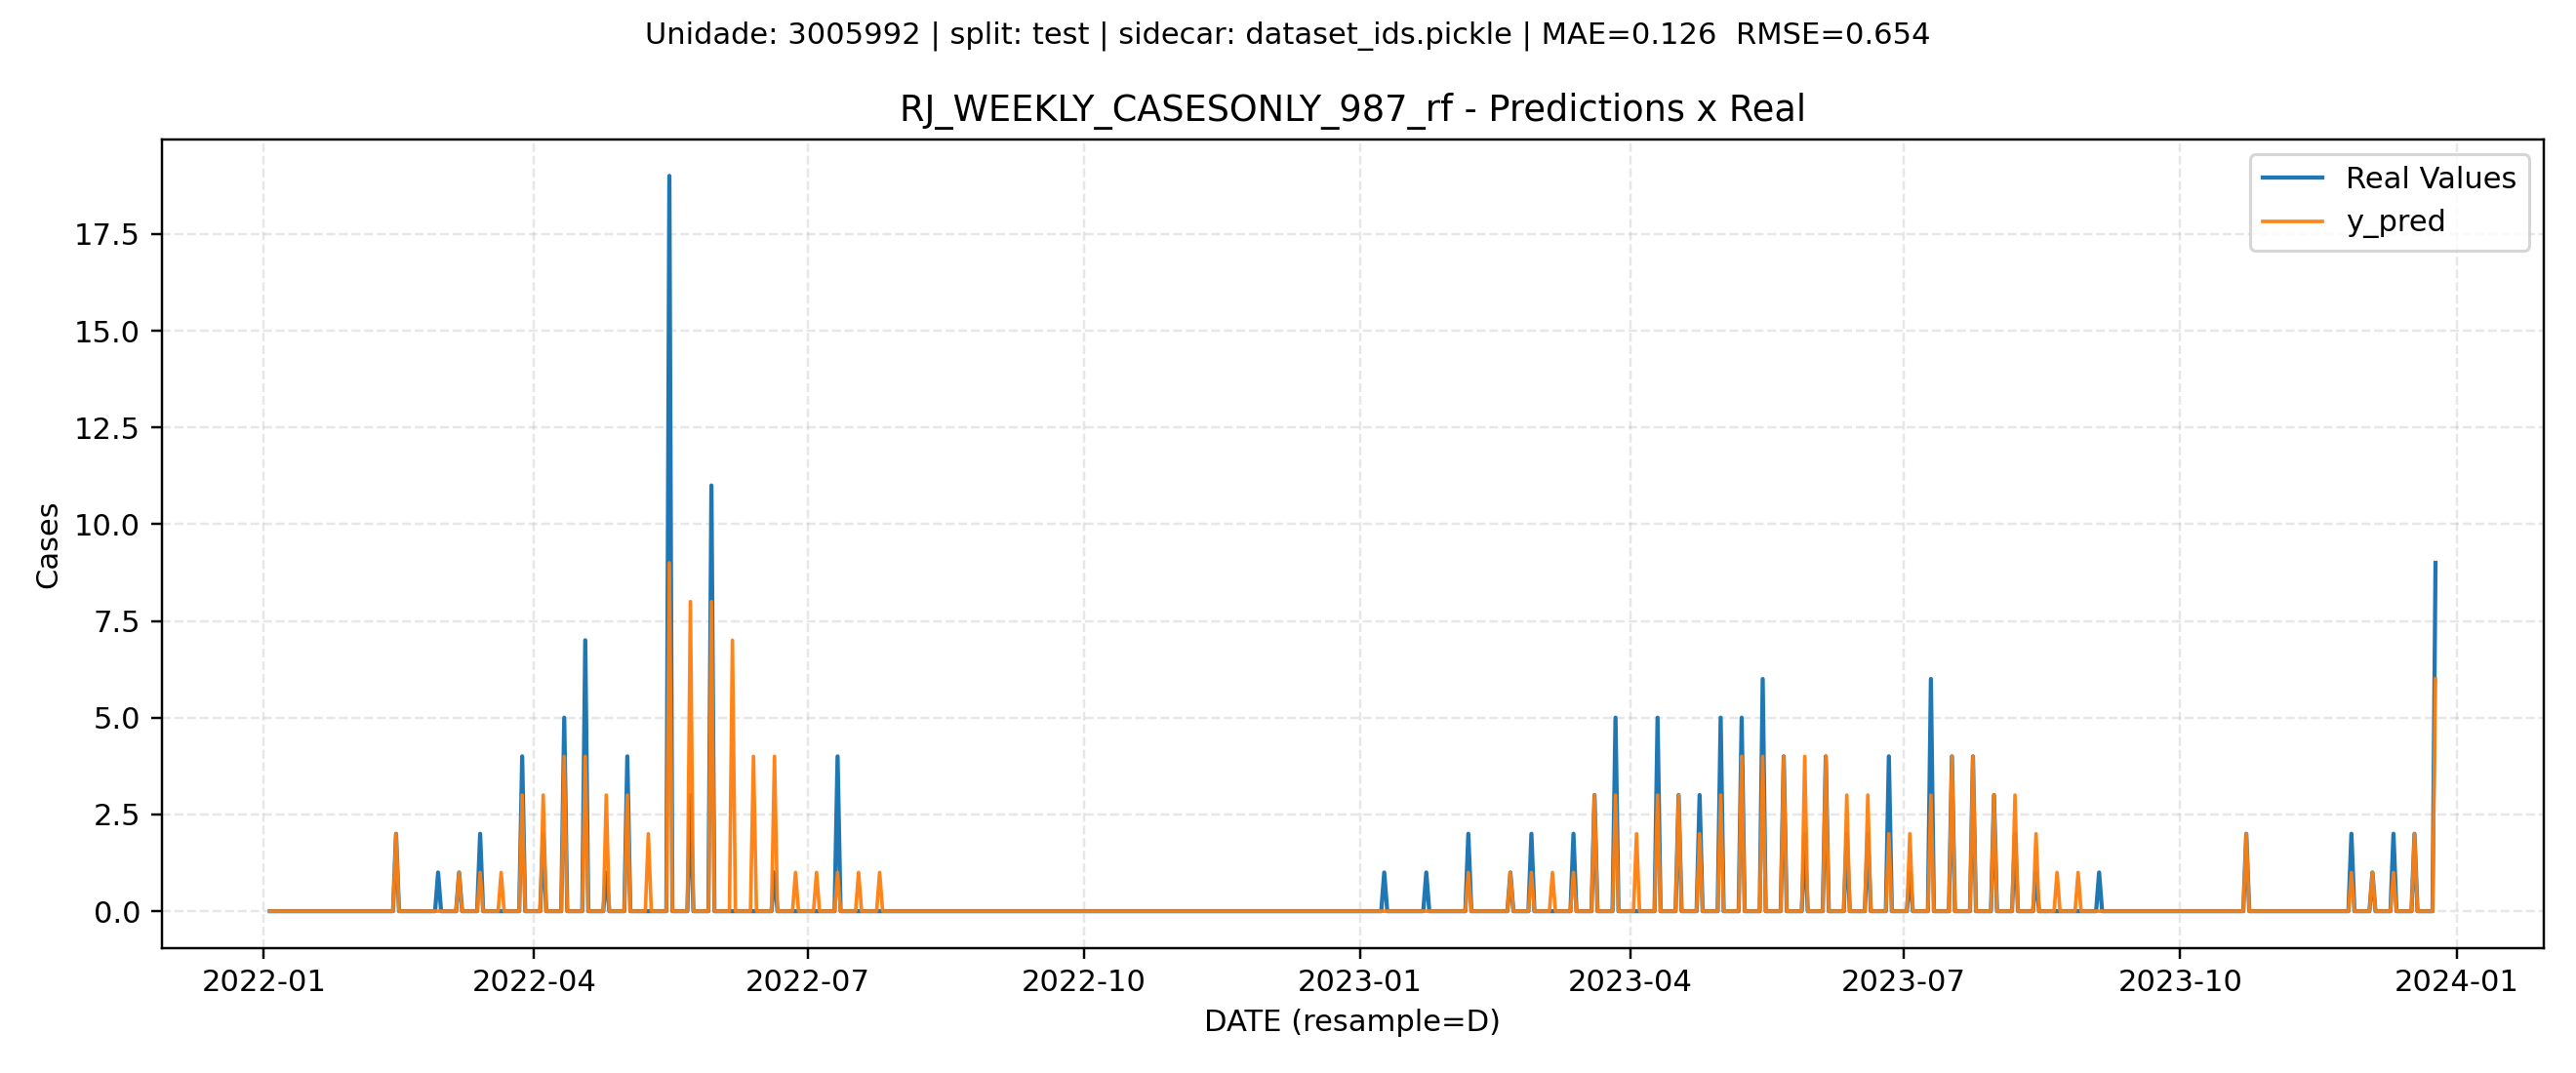 Unidade: 3005992 | split: test | sidecar: dataset_ids.pickle | MAE=0.126  RMSE=0.654
RJ_WEEKLY_CASESONLY_987_rf - Predictions x Real
Real Values
y_pred
17.5
15.0
12.5
10.0
7.5
5.0
2.5
0.0
Cases
2022-01
2022-04
2022-07
2022-10
2023-01
2023-04
2023-07
2023-10
2024-01
DATE (resample=D)